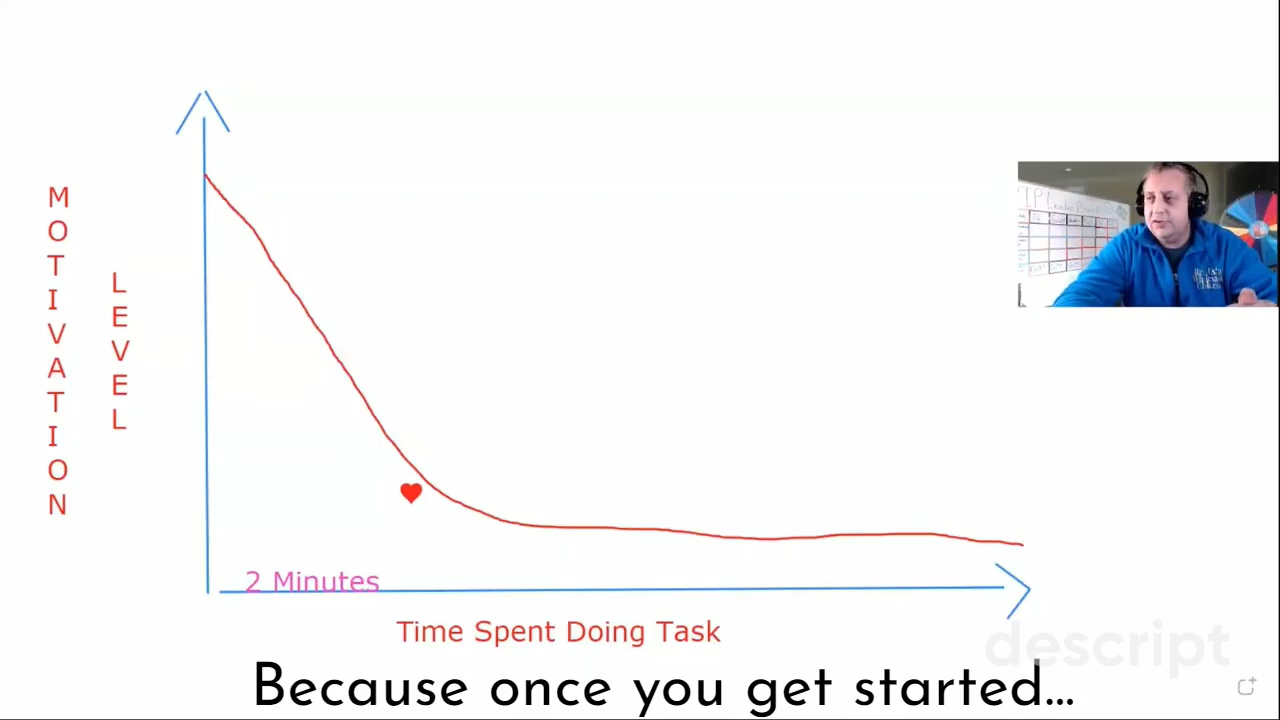 MOTIVATION
LEVEL
2 Minutes
Time Spent Doing Task
descript
Because once you get started...